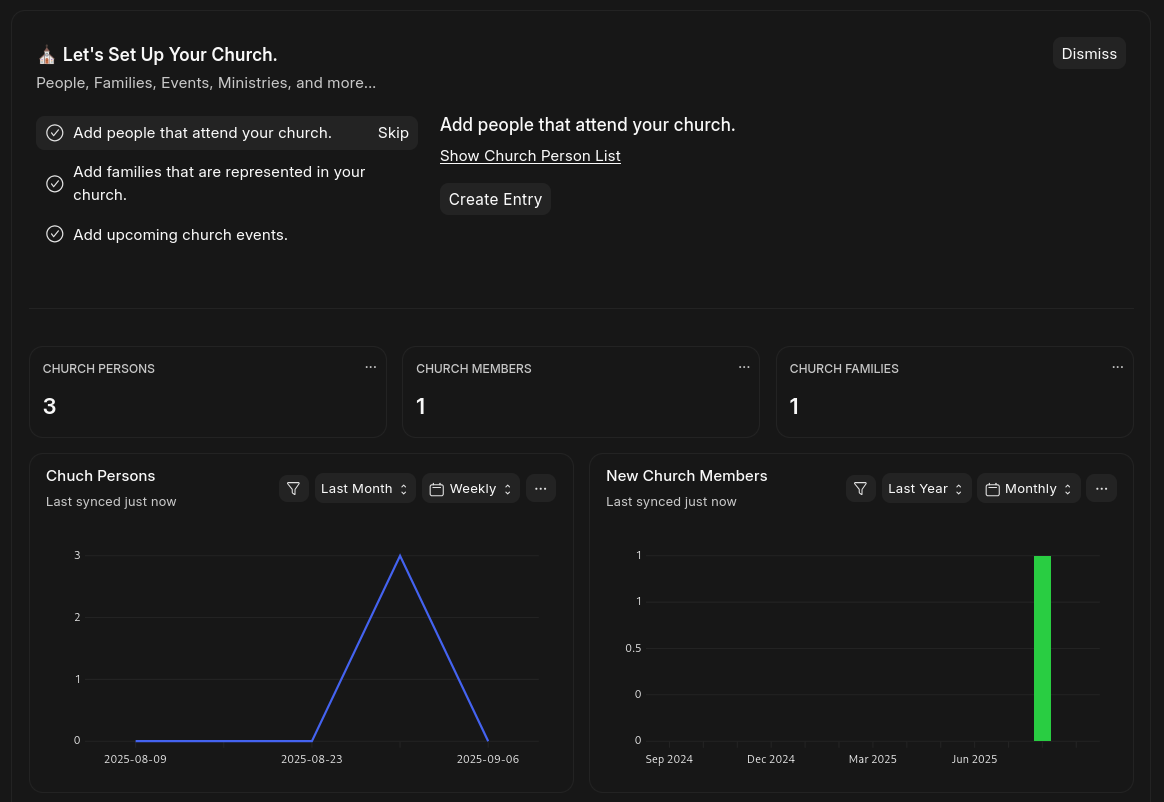 Let's Set Up Your Church.
Dismiss
People, Families, Events, Ministries, and more...
Add people that attend your church.
Skip
Add families that are represented in your
church.
Add upcoming church events.
Add people that attend your church.
Show Church Person List
Create Entry
CHURCH PERSONS
3
CHURCH MEMBERS
1
CHURCH FAMILIES
1
Chuch Persons
Last synced just now
Last Month
Weekly
3
2
1
0
2025-08-09
2025-08-23
2025-09-06
New Church Members
Last synced just now
Last Year
Monthly
1
1
0.5
0
0
Sep 2024
Dec 2024
Mar 2025
Jun 2025